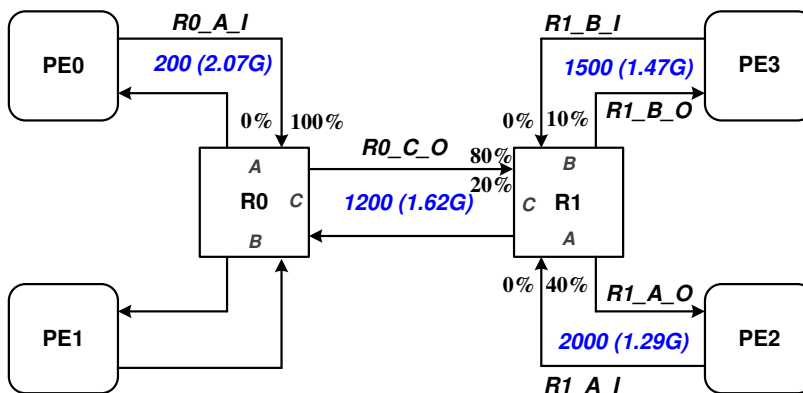 R0_A_I
R1_B_I
PE0
200 (2.07G)
1500 (1.47G)
PE3
0%
100%
0%
10%
R1_B_O
R0_C_O
80%
A
B
20%
R0
C
1200 (1.62G)
C
R1
B
A
0%
40%
R1_A_O
PE1
2000 (1.29G)
PE2
R1_A_I